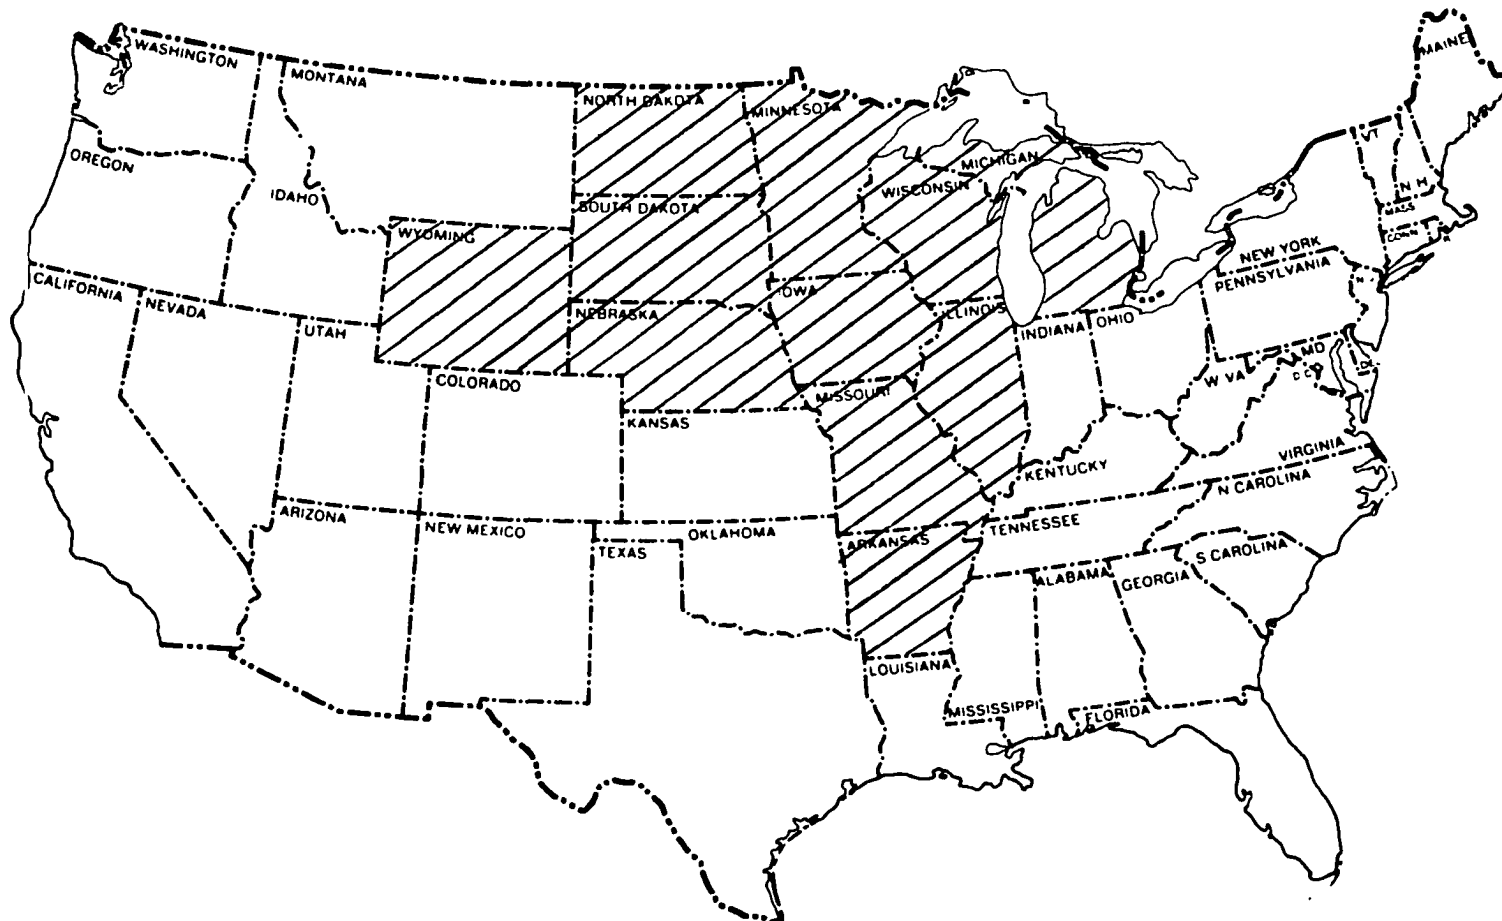 WASHINGTON
MONTANA
NORTH DAKOTA
MINNESOTA
MAINE
OREGON
IDAHO
MICHIGAN
WISCONSIN
VT
N H
MASS
CONN
SOUTH DAKOTA
WYOMING
NEW YORK
PENNSYLVANIA
CALIFORNIA
NEVADA
UTAH
NEBRASKA
IOWA
ILLINOIS
INDIANA
OHIO
MD
W VA
D C
COLORADO
MISSOURI
KANSAS
KENTUCKY
VIRGINIA
N CAROLINA
ARIZONA
NEW MEXICO
TEXAS
OKLAHOMA
ARKANSAS
TENNESSEE
S CAROLINA
ALABAMA
GEORGIA
LOUISIANA
MISSISSIPPI
FLORIDA